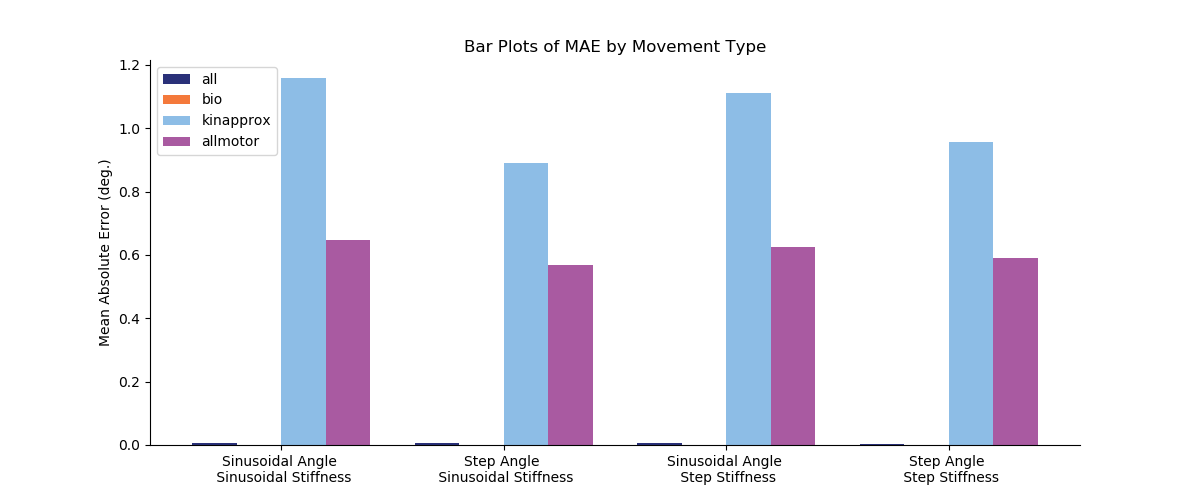 Bar Plots of MAE by Movement Type
all
bio
kinapprox
allmotor
Mean Absolute Error (deg.)
1.2
1.0
0.8
0.6
0.4
0.2
0.0
Sinusoidal Angle
Sinusoidal Stiffness
Step Angle
Sinusoidal Stiffness
Sinusoidal Angle
Step Stiffness
Step Angle
Step Stiffness